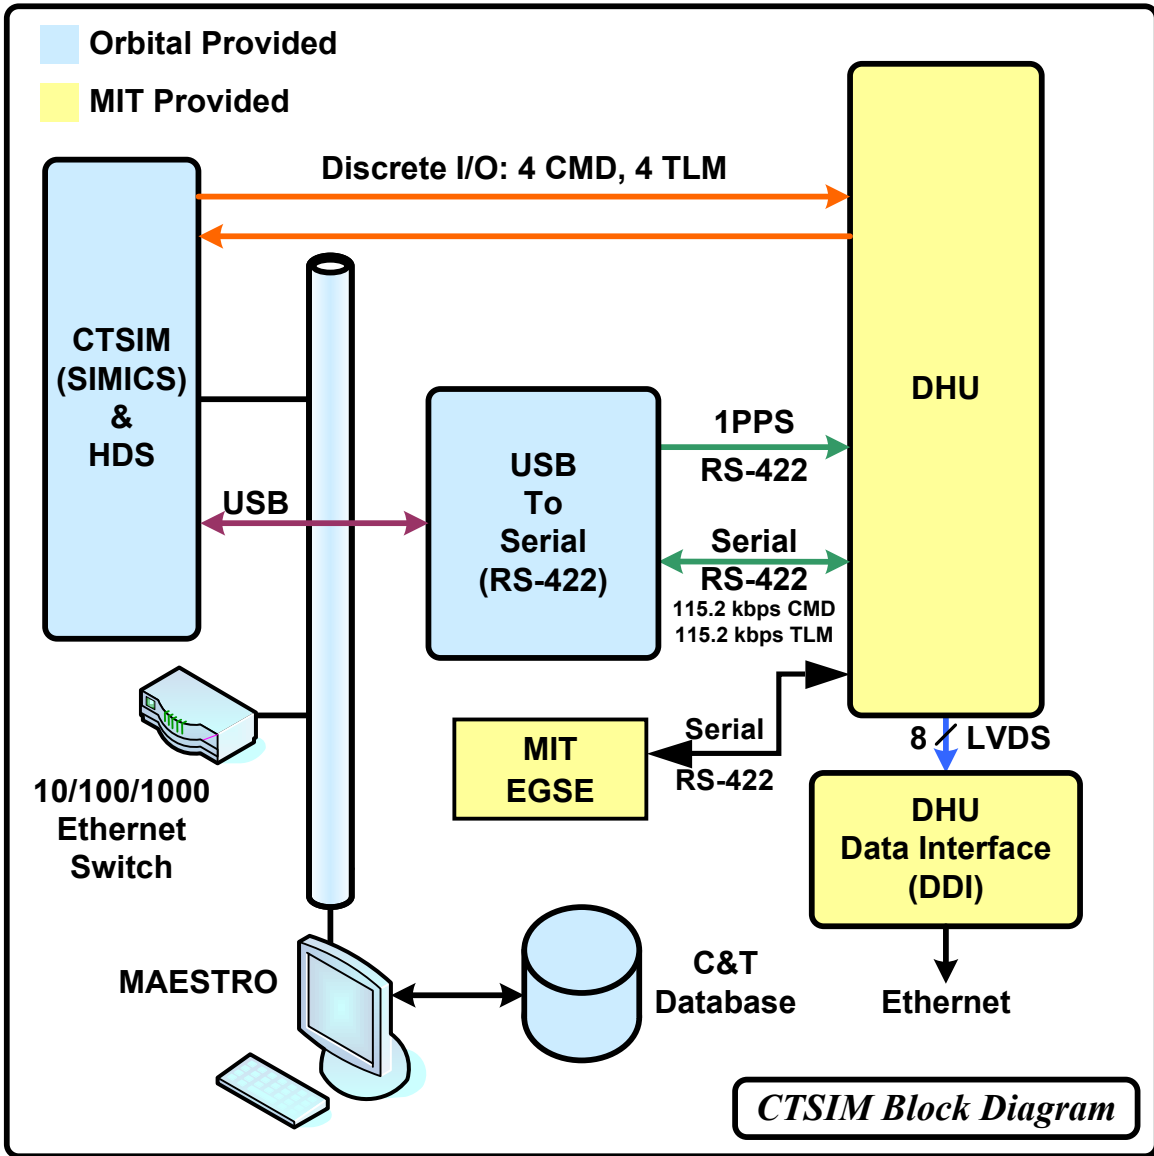 Orbital Provided
MIT Provided
Discrete I/O: 4 CMD, 4 TLM
CTSIM
(SIMICS)
&
HDS
DHU
USB
USB
To
Serial
(RS-422)
1PPS
RS-422
Serial
RS-422
115.2 kbps CMD
115.2 kbps TLM
MIT
EGSE
Serial
RS-422
8
LVDS
10/100/1000
Ethernet
Switch
DHU
Data Interface
(DDI)
MAESTRO
C&T
Database
Ethernet
CTSIM Block Diagram